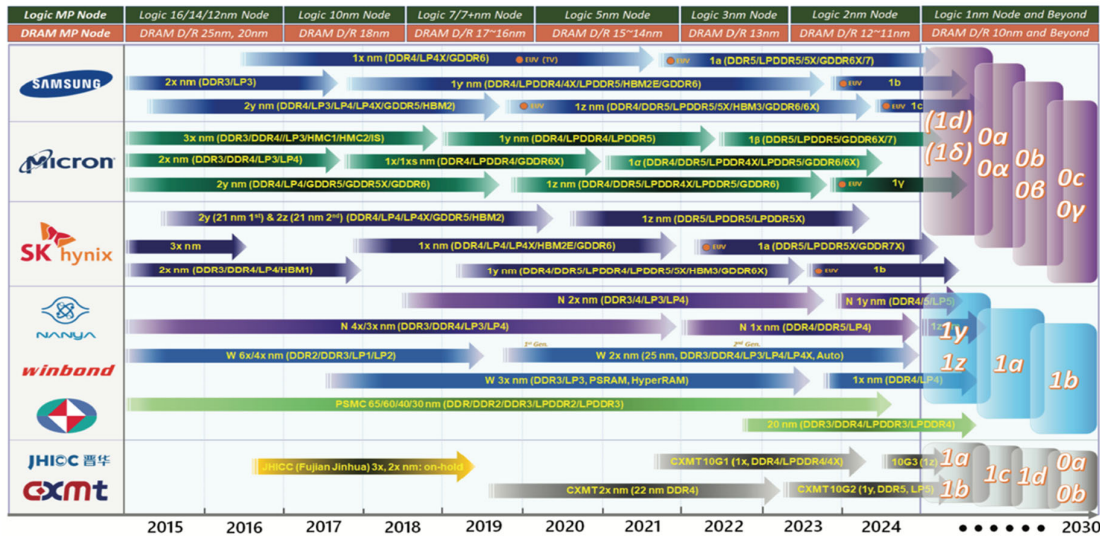 Logic MP Node Logic 16/14/12nm Node Logic 10nm Node Logic 7/7+nm Node Logic 5nm Node Logic 3nm Node Logic 2nm Node Logic 1nm Node and Beyond
DRAM MP Node DRAM D/R 25nm, 20nm DRAM D/R 18nm DRAM D/R 17~16nm DRAM D/R 15~14nm DRAM D/R 13nm DRAM D/R 12~11nm DRAM D/R 10nm and Beyond
SAMSUNG
1x nm (DDR4/LP4X/GDDR6) EUV (TV) EUV 1a (DDR5/LPDDR5/5X/GDDR6X/7)
2x nm (DDR3/LP3) 1y nm (DDR4/LPDDR4/4X/LPDDR5/HBM2E/GDDR6) EUV 1b
2y nm (DDR4/LP3/LP4/LP4X/GDDR5/HBM2) EUV 1z nm (DDR4/DDR5/LPDDR5/5X/HBM3/GDDR6/6X) EUV 1c
Micron
3x nm (DDR3/DDR4//LP3/HMC1/HMC2/IS) 1y nm (DDR4/LPDDR4/LPDDR5) 1β (DDR5/LPDDR5/GDDR6X/7)
2x nm (DDR3/DDR4/LP3/LP4) 1x/1xs nm (DDR4/LPDDR4/GDDR6X) 1α (DDR4/DDR5/LPDDR4X/LPDDR5/GDDR6/6X)
2y nm (DDR4/LP4/GDDR5/GDDR5X/GDDR6) 1z nm (DDR4/DDR5/LPDDR4X/LPDDR5/GDDR6) EUV 1γ
(1d)
(1δ)
0a
0α
0b
0β
0c
0γ
SK hynix
2y (21 nm 1st) & 2z (21 nm 2nd) (DDR4/LP4/LP4X/GDDR5/HBM2) 1z nm (DDR5/LPDDR5/LPDDR5X)
3x nm 1x nm (DDR4/LP4/LP4X/HBM2E/GDDR6) EUV 1a (DDR5/LPDDR5X/GDDR7X)
2x nm (DDR3/DDR4/LP4/HBM1) 1y nm (DDR4/DDR5/LPDDR4/LPDDR5/5X/HBM3/GDDR6X) EUV 1b
NANYA
N 2x nm (DDR3/4/LP3/LP4) N 1y nm (DDR4/5/LP5)
N 4x/3x nm (DDR3/DDR4/LP3/LP4) N 1x nm (DDR4/DDR5/LP4)
1st Gen. 2nd Gen.
winbond
W 6x/4x nm (DDR2/DDR3/LP1/LP2) W 2x nm (25 nm, DDR3/DDR4/LP3/LP4/LP4X, Auto)
W 3x nm (DDR3/LP3, PSRAM, HyperRAM) 1x nm (DDR4/LP4)
PSMC 65/60/40/30 nm (DDR/DDR2/DDR3/LPDDR2/LPDDR3)
20 nm (DDR3/DDR4/LPDDR3/LPDDR4)
1y
1z
1a
1b
JHICC 晋华
JHICC (Fujian Jinhua) 3x, 2x nm: on-hold CXMT 10G1 (1x, DDR4/LPDDR4/4X) 10G3 (1z)
CXMT
CXMT 2x nm (22 nm DDR4) CXMT 10G2 (1y, DDR5, LP5)
1a
1b
1c
1d
0a
0b
2015 2016 2017 2018 2019 2020 2021 2022 2023 2024 ...... 2030